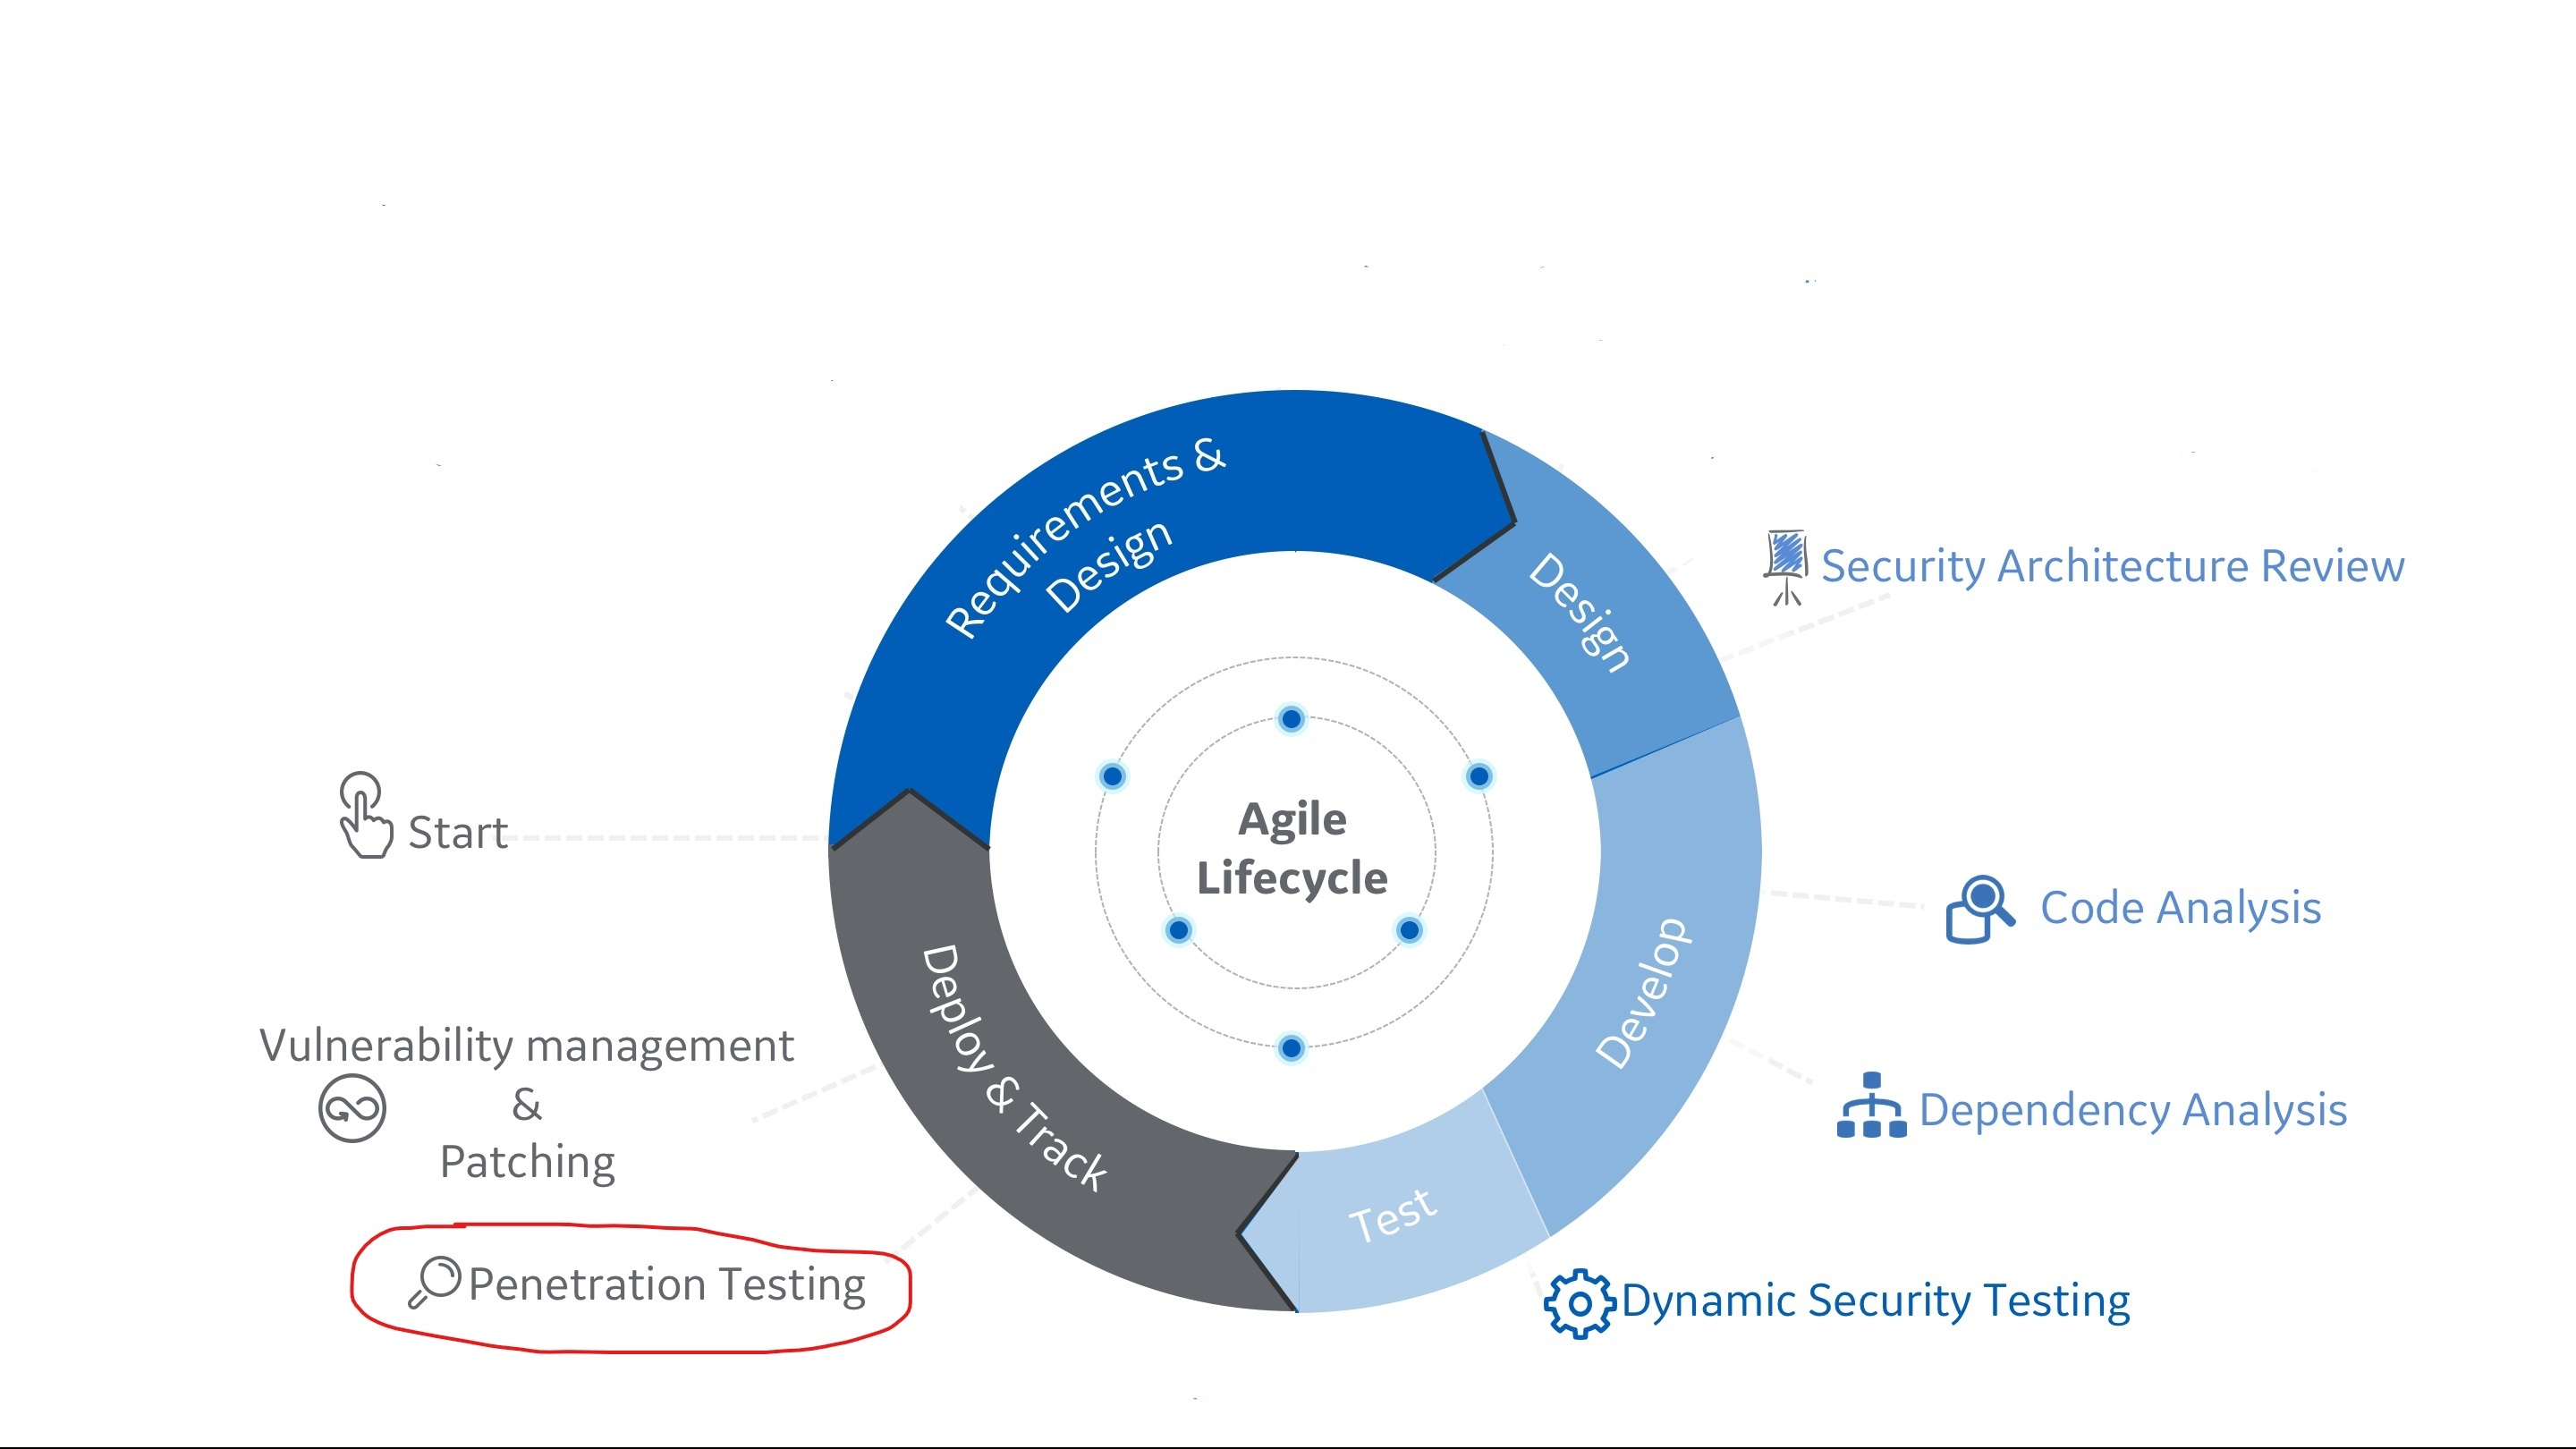 Requirements &
Design
Design
Security Architecture Review
Agile
Lifecycle
Start
Code Analysis
Develop
Dependency Analysis
Vulnerability management
&
Patching
Deploy & Track
Test
Penetration Testing
Dynamic Security Testing